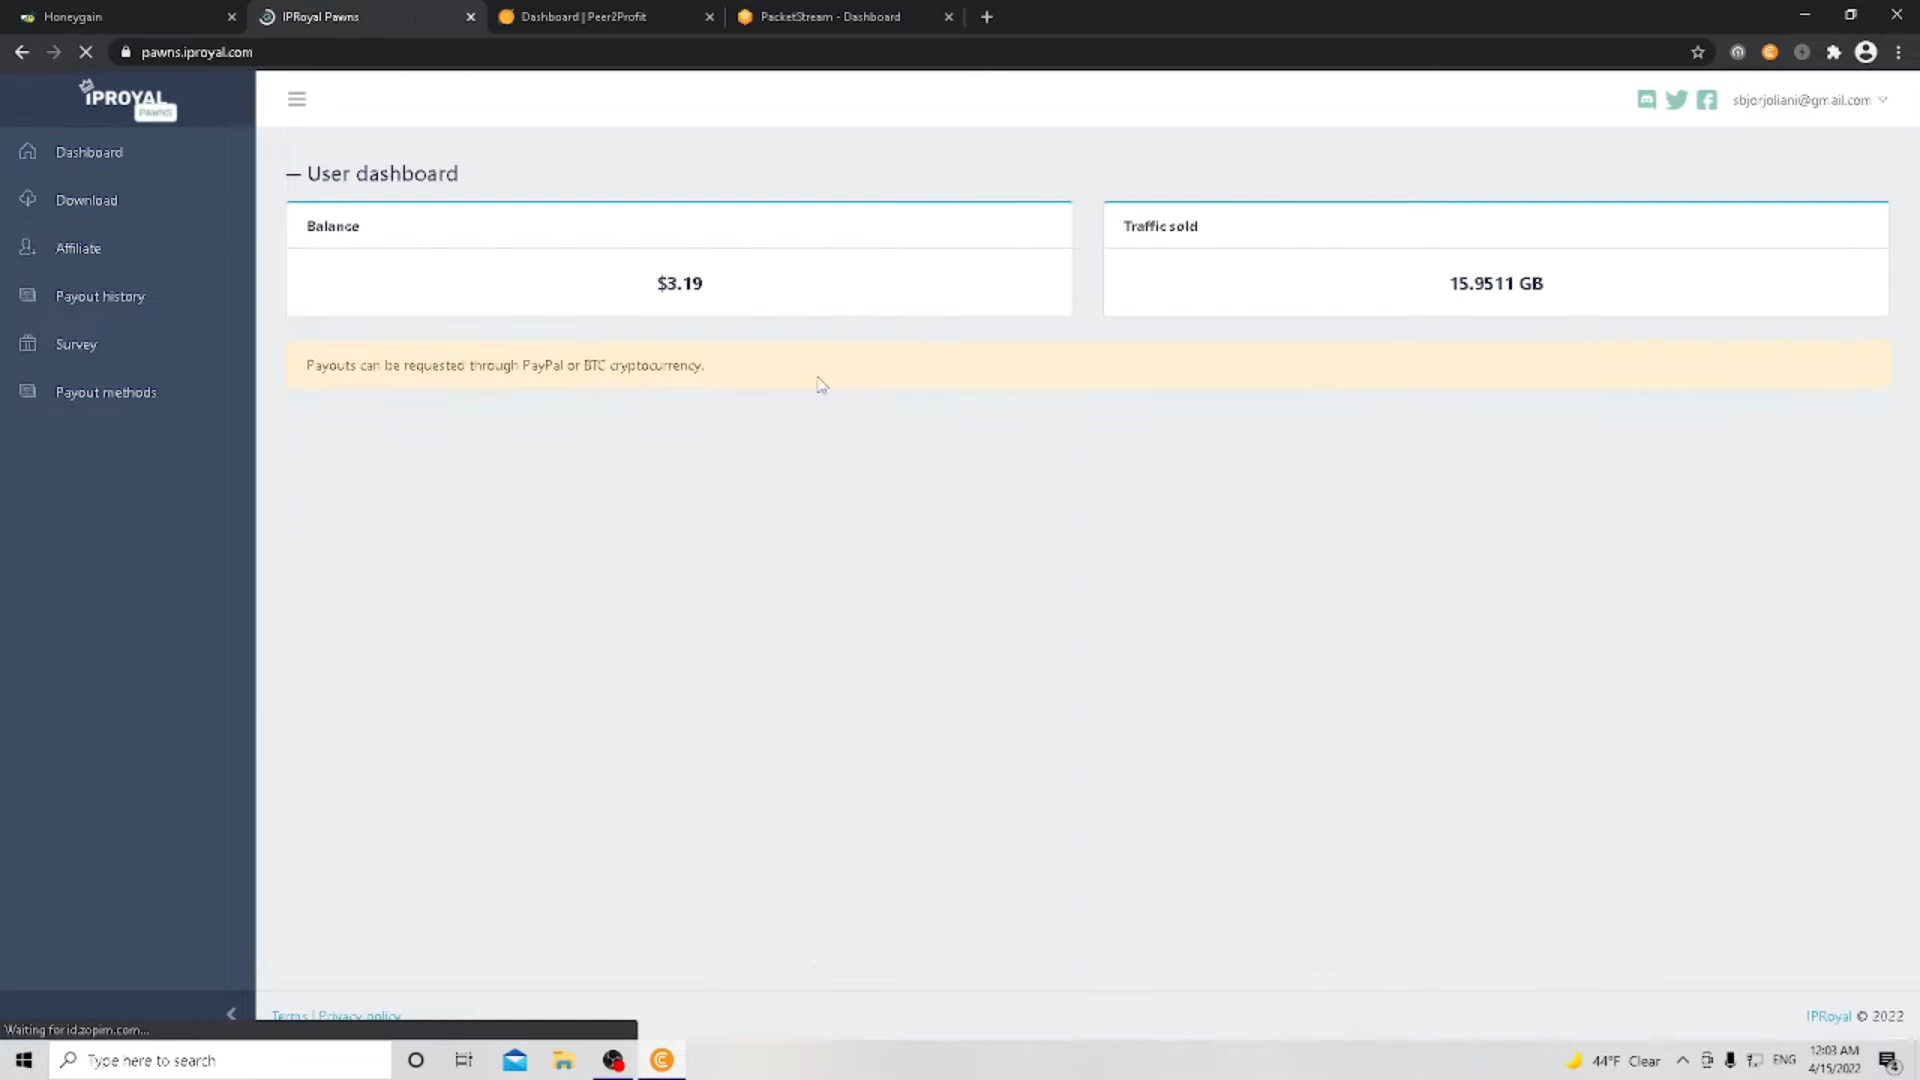 Honeygain
IPRoyal Pawns
Dashboard | Peer2Profit
PacketStream - Dashboard
pawns.iproyal.com
IPROYAL
PAWNS
sbjorjoliani@gmail.com
Dashboard
Download
Affiliate
Payout history
Survey
Payout methods
— User dashboard
Balance
$3.19
Traffic sold
15.9511 GB
Payouts can be requested through PayPal or BTC cryptocurrency.
Terms | Privacy policy
IPRoyal © 2022
Waiting for id.zopim.com...
Type here to search
44°F Clear
ENG
12:03 AM
4/15/2022
4